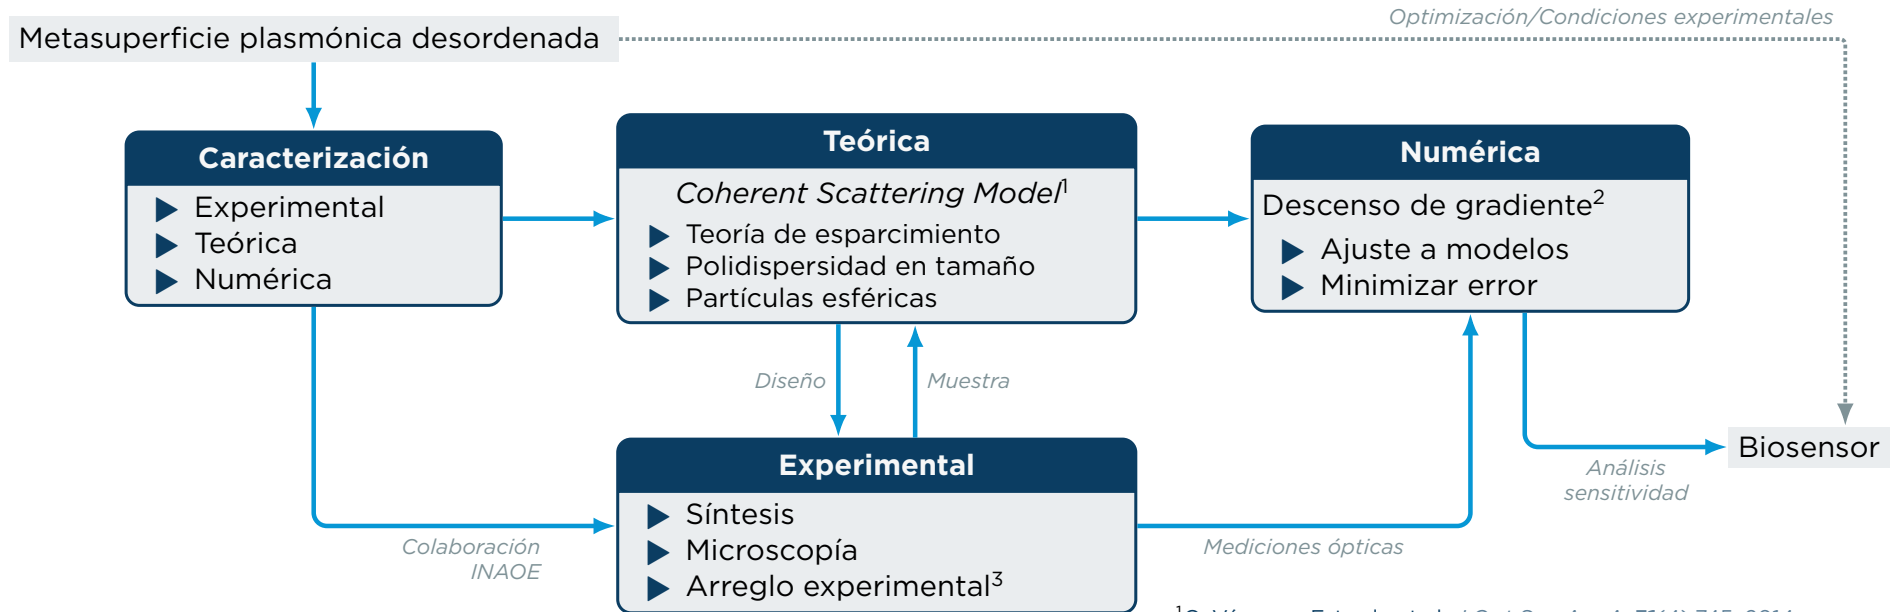 Optimización/Condiciones experimentales
Metasuperficie plasmónica desordenada
Caracterización
▶ Experimental
▶ Teórica
▶ Numérica
Teórica
Coherent Scattering Model¹
▶ Teoría de esparcimiento
▶ Polidispersidad en tamaño
▶ Partículas esféricas
Numérica
Descenso de gradiente²
▶ Ajuste a modelos
▶ Minimizar error
Diseño
Muestra
Biosensor
Análisis
sensitividad
Experimental
▶ Síntesis
▶ Microscopía
▶ Arreglo experimental³
Colaboración
INAOE
Mediciones ópticas